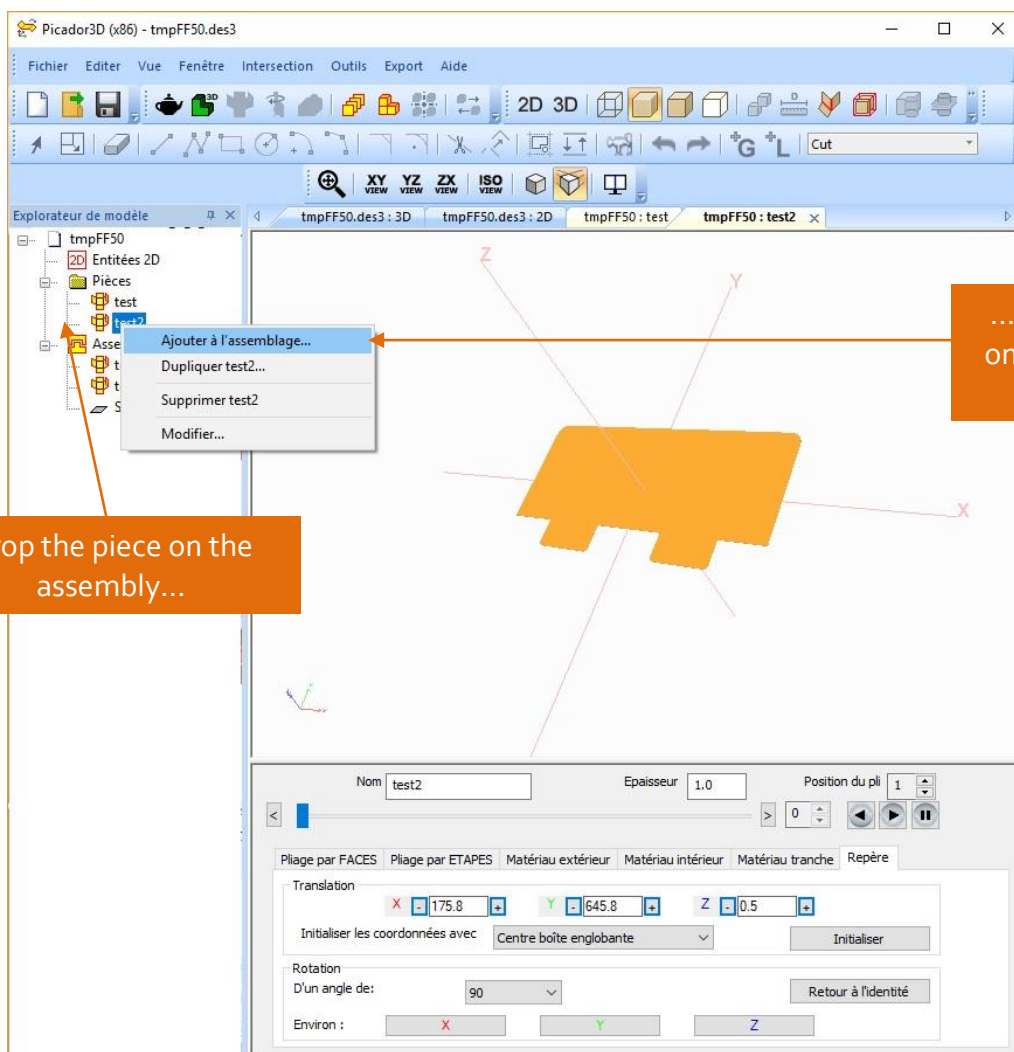 Picador3D (x86) - tmpFF50.des3
Fichier Editer Vue Fenêtre Intersection Outils Export Aide
3D 2D 3D D
+G +L Cut
XY VIEW YZ VIEW ZX VIEW ISO VIEW
Explorateur de modèle
tmpFF50.des3 : 3D tmpFF50.des3 : 2D tmpFF50 : test tmpFF50 : test2
tmpFF50
2D Entitées 2D
Pièces
test
test2
Asse
t
t
S
Ajouter à l'assemblage...
Dupliquer test2...
Supprimer test2
Modifier...
Z
Y
X
...
on
op the piece on the
assembly...
Nom test2 Epaisseur 1.0 Position du pli 1
< > 0
Pliage par FACES Pliage par ETAPES Matériau extérieur Matériau intérieur Matériau tranche Repère
Translation
X - 175.8 + Y - 645.8 + Z - 0.5 +
Initialiser les coordonnées avec Centre boîte englobante Initialiser
Rotation
D'un angle de: 90 Retour à l'identité
Environ : X Y Z